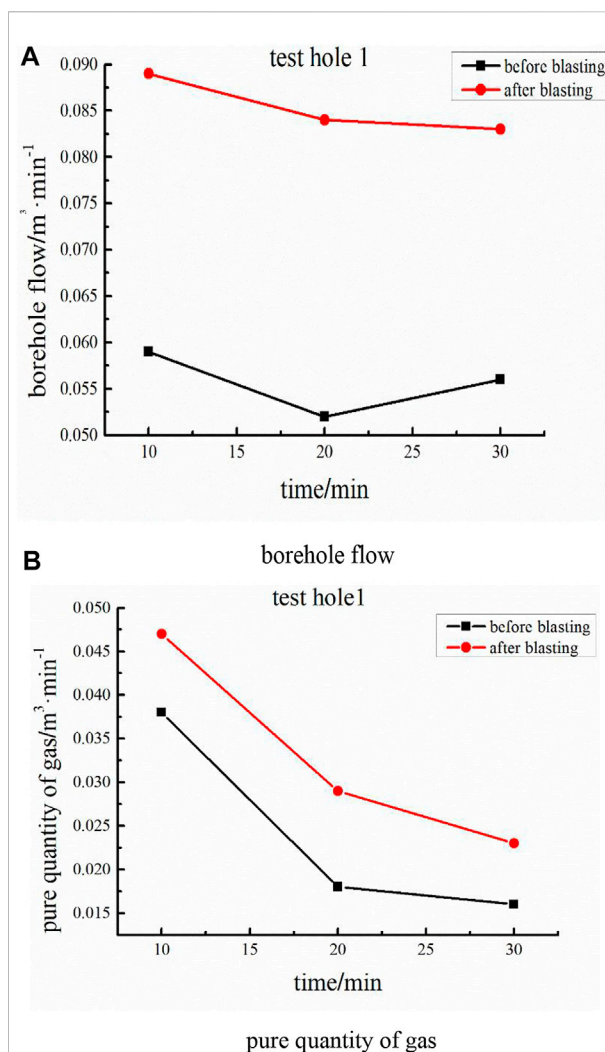 A
test hole 1
before blasting
after blasting
0.090
0.085
0.080
0.075
0.070
0.065
0.060
0.055
0.050
borehole flow/m³·min⁻¹
10
15
20
25
30
time/min
borehole flow
B
test hole1
before blasting
after blasting
0.050
0.045
0.040
0.035
0.030
0.025
0.020
0.015
pure quantity of gas/m³·min⁻¹
10
15
20
25
30
time/min
pure quantity of gas